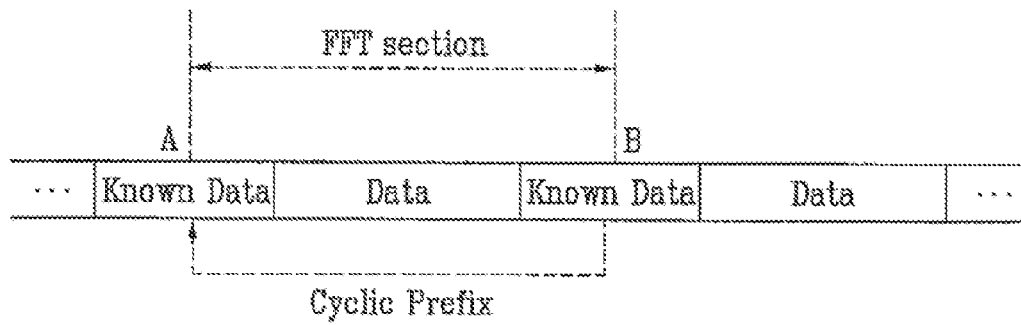 FFT section
A B
... Known Data Data Known Data Data ...
Cyclic Prefix